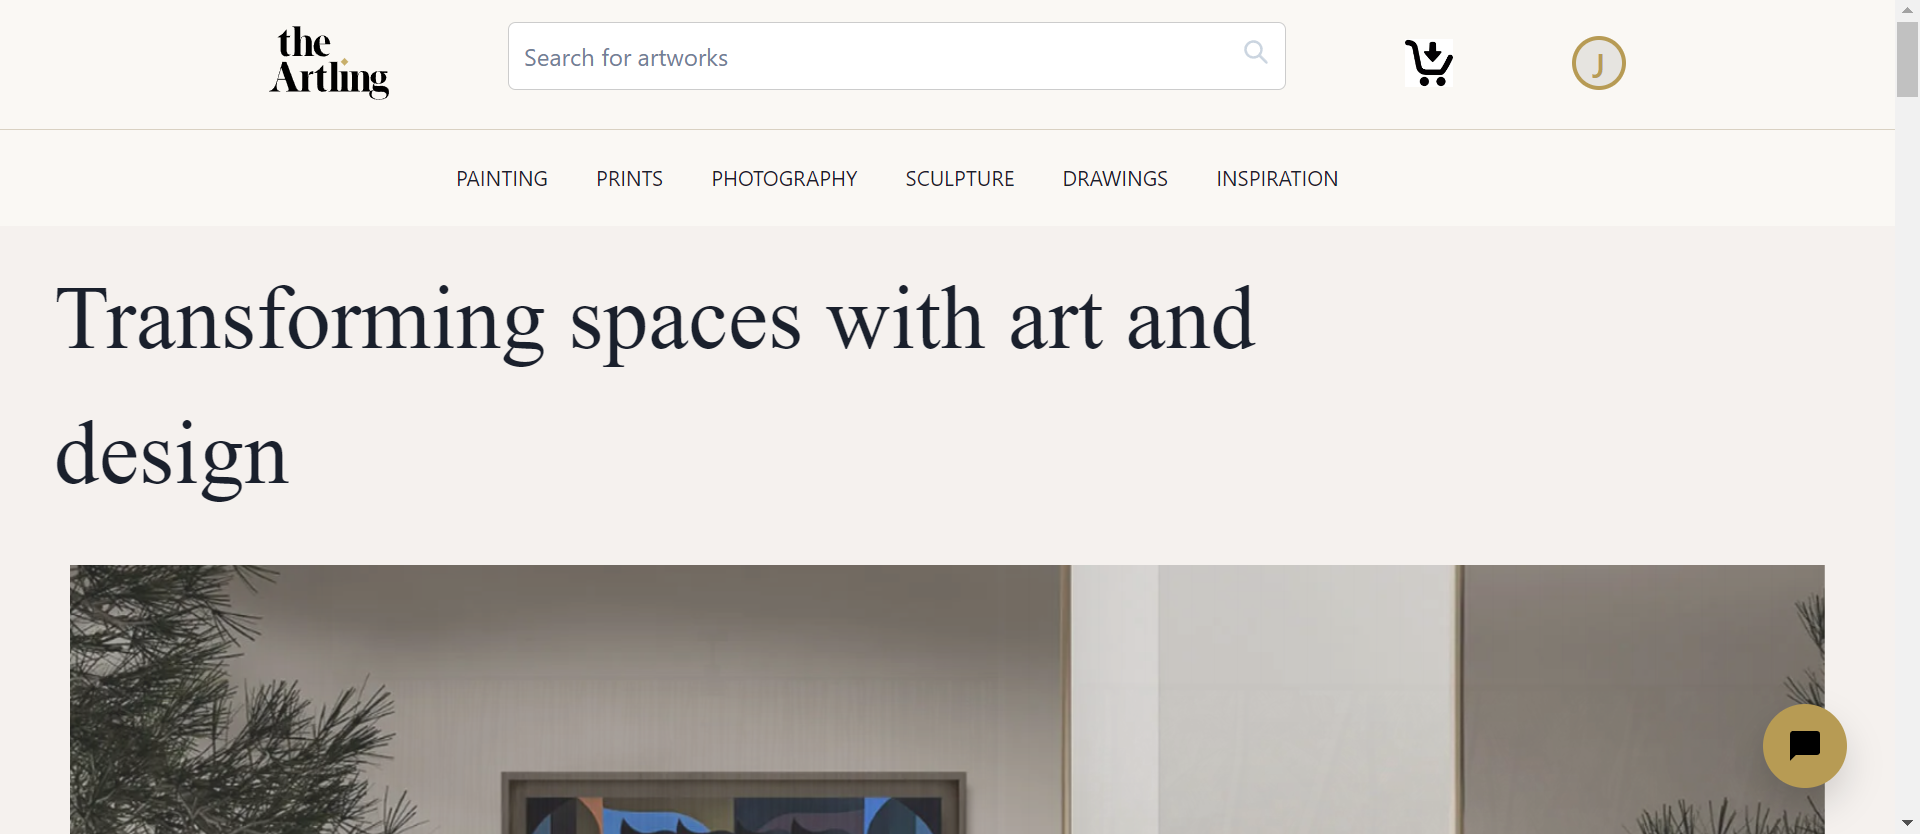 the
Artling
Search for artworks
J
PAINTING
PRINTS
PHOTOGRAPHY
SCULPTURE
DRAWINGS
INSPIRATION
Transforming spaces with art and
design